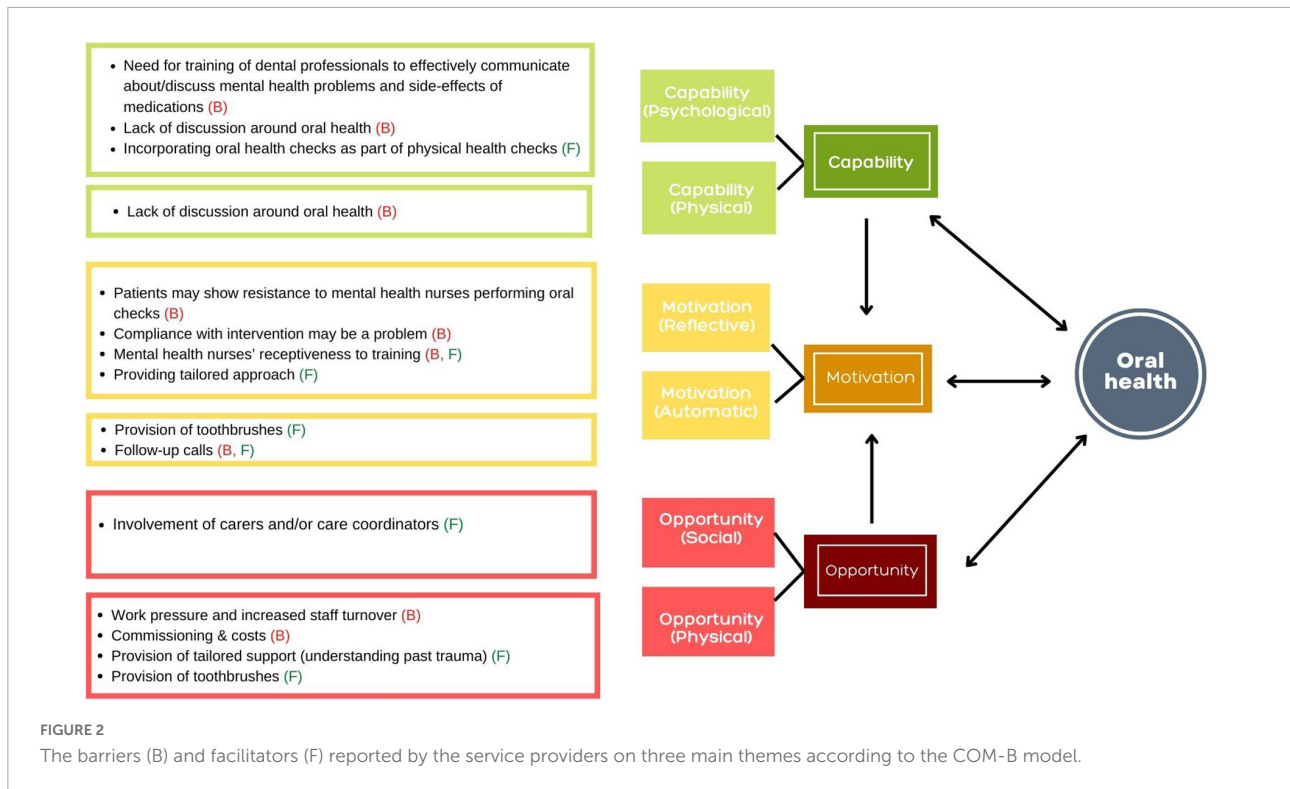 • Need for training of dental professionals to effectively communicate
about/discuss mental health problems and side-effects of
medications (B)
• Lack of discussion around oral health (B)
• Incorporating oral health checks as part of physical health checks (F)
• Lack of discussion around oral health (B)
• Patients may show resistance to mental health nurses performing oral
checks (B)
• Compliance with intervention may be a problem (B)
• Mental health nurses’ receptiveness to training (B, F)
• Providing tailored approach (F)
• Provision of toothbrushes (F)
• Follow-up calls (B, F)
• Involvement of carers and/or care coordinators (F)
• Work pressure and increased staff turnover (B)
• Commissioning & costs (B)
• Provision of tailored support (understanding past trauma) (F)
• Provision of toothbrushes (F)
Capability
(Psychological)
Capability
(Physical)
Capability
Motivation
(Reflective)
Motivation
(Automatic)
Motivation
Opportunity
(Social)
Opportunity
(Physical)
Opportunity
Oral
health
FIGURE 2
The barriers (B) and facilitators (F) reported by the service providers on three main themes according to the COM-B model.